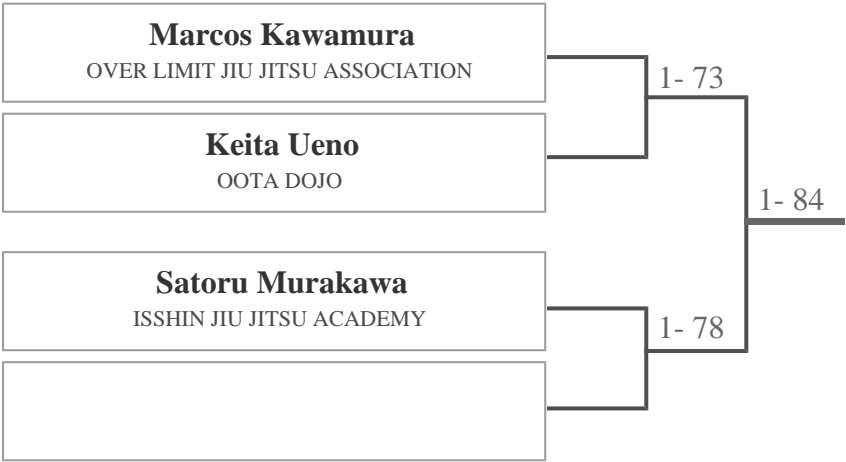 Marcos Kawamura
OVER LIMIT JIU JITSU ASSOCIATION
1- 73
Keita Ueno
OOTA DOJO
1- 84
Satoru Murakawa
ISSHIN JIU JITSU ACADEMY
1- 78